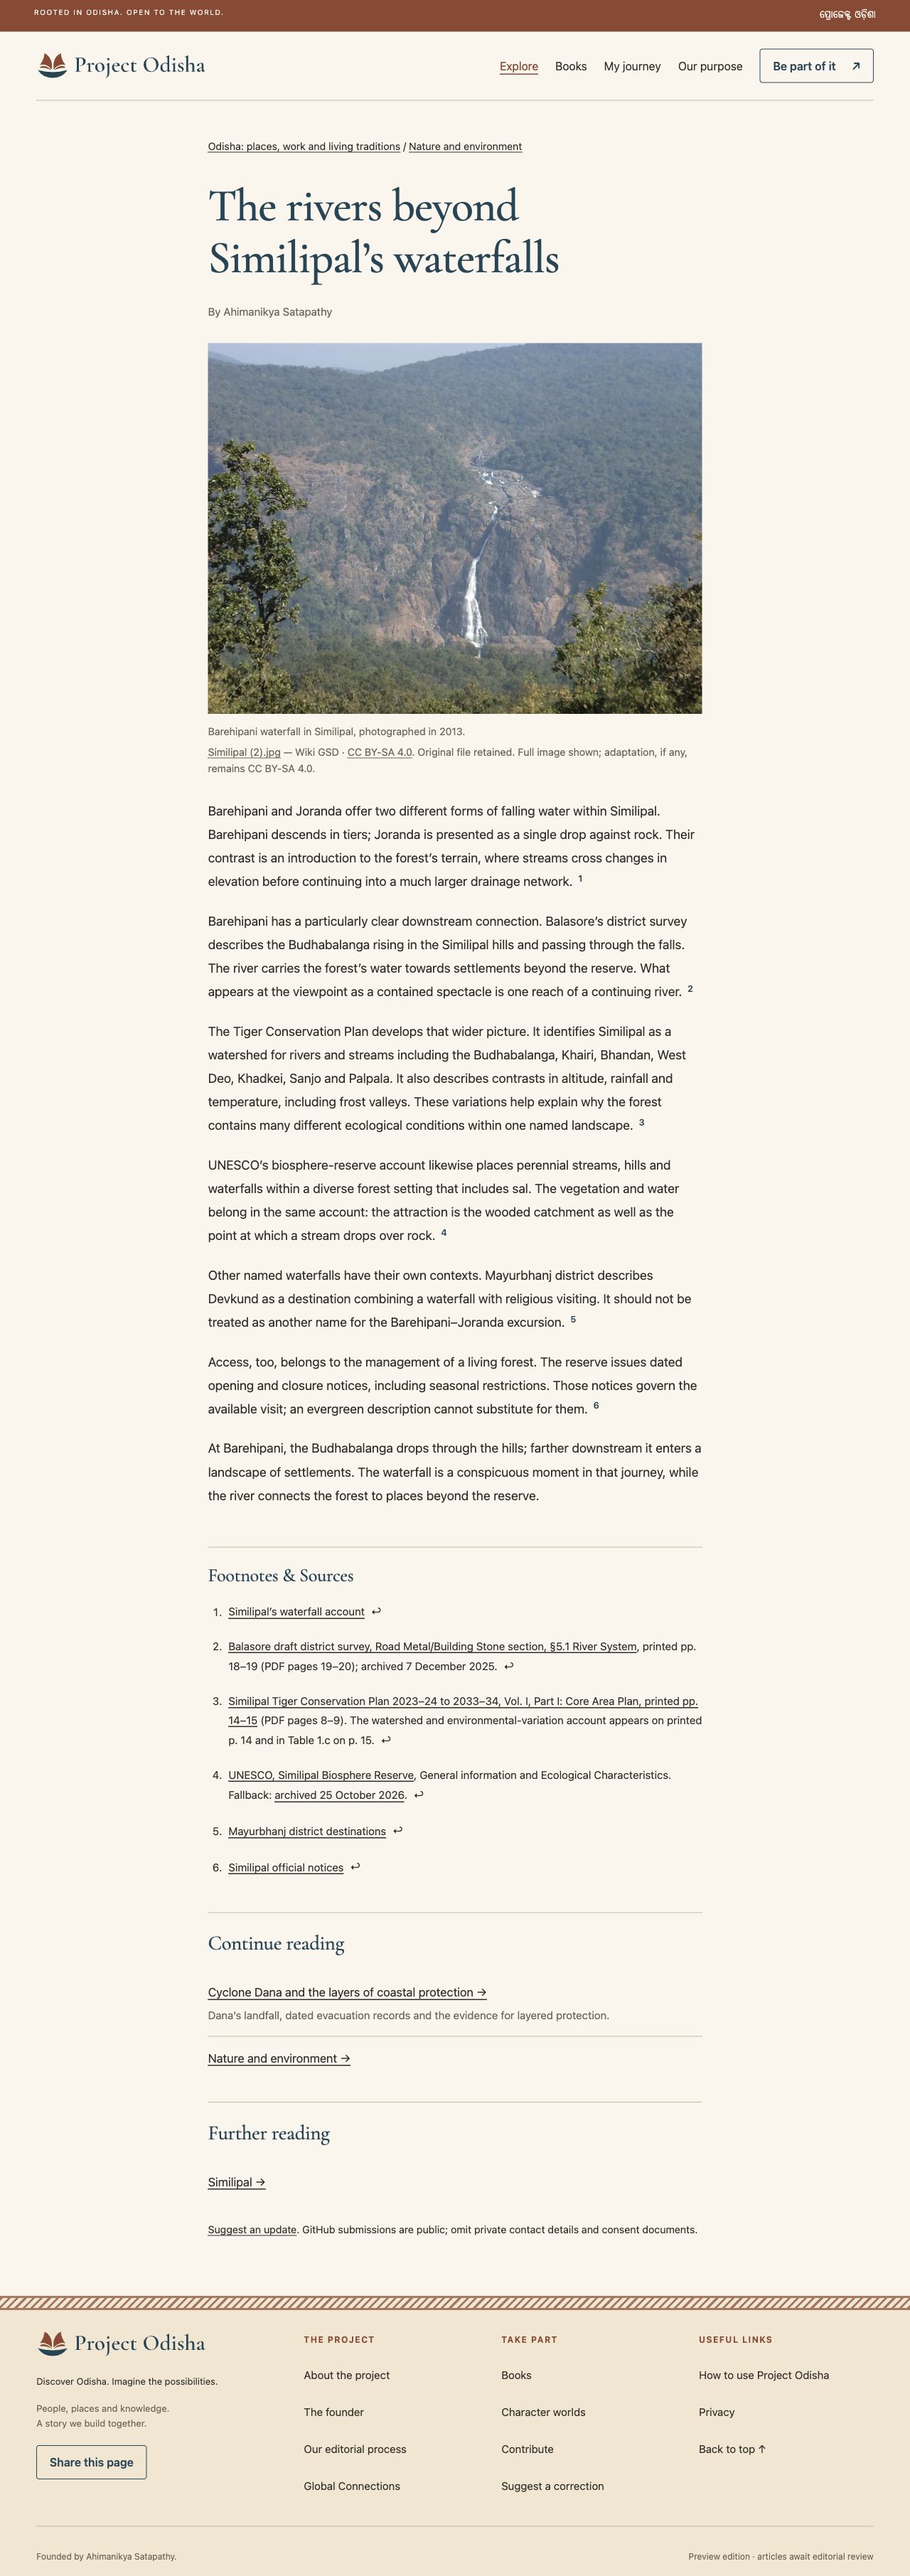 ROOTED IN ODISHA. OPEN TO THE WORLD.
ପ୍ରୋଜେକ୍ଟ ଓଡ଼ିଶା
Project Odisha
Explore
Books
My journey
Our purpose
Be part of it ↗
Odisha: places, work and living traditions / Nature and environment
The rivers beyond
Similipal’s waterfalls
By Ahimanikya Satapathy
Barehipani waterfall in Similipal, photographed in 2013.
Similipal (2).jpg — Wiki GSD · CC BY-SA 4.0. Original file retained. Full image shown; adaptation, if any,
remains CC BY-SA 4.0.
Barehipani and Joranda offer two different forms of falling water within Similipal.
Barehipani descends in tiers; Joranda is presented as a single drop against rock. Their
contrast is an introduction to the forest’s terrain, where streams cross changes in
elevation before continuing into a much larger drainage network. 1
Barehipani has a particularly clear downstream connection. Balasore’s district survey
describes the Budhabalanga rising in the Similipal hills and passing through the falls.
The river carries the forest’s water towards settlements beyond the reserve. What
appears at the viewpoint as a contained spectacle is one reach of a continuing river. 2
The Tiger Conservation Plan develops that wider picture. It identifies Similipal as a
watershed for rivers and streams including the Budhabalanga, Khairi, Bhandan, West
Deo, Khadkei, Sanjo and Palpala. It also describes contrasts in altitude, rainfall and
temperature, including frost valleys. These variations help explain why the forest
contains many different ecological conditions within one named landscape. 3
UNESCO’s biosphere-reserve account likewise places perennial streams, hills and
waterfalls within a diverse forest setting that includes sal. The vegetation and water
belong in the same account: the attraction is the wooded catchment as well as the
point at which a stream drops over rock. 4
Other named waterfalls have their own contexts. Mayurbhanj district describes
Devkund as a destination combining a waterfall with religious visiting. It should not be
treated as another name for the Barehipani–Joranda excursion. 5
Access, too, belongs to the management of a living forest. The reserve issues dated
opening and closure notices, including seasonal restrictions. Those notices govern the
available visit; an evergreen description cannot substitute for them. 6
At Barehipani, the Budhabalanga drops through the hills; farther downstream it enters a
landscape of settlements. The waterfall is a conspicuous moment in that journey, while
the river connects the forest to places beyond the reserve.
Footnotes & Sources
1. Similipal’s waterfall account ↩
2. Balasore draft district survey, Road Metal/Building Stone section, §5.1 River System, printed pp.
18–19 (PDF pages 19–20); archived 7 December 2025. ↩
3. Similipal Tiger Conservation Plan 2023–24 to 2033–34, Vol. I, Part I: Core Area Plan, printed pp.
14–15 (PDF pages 8–9). The watershed and environmental-variation account appears on printed
p. 14 and in Table 1.c on p. 15. ↩
4. UNESCO, Similipal Biosphere Reserve, General information and Ecological Characteristics.
Fallback: archived 25 October 2026. ↩
5. Mayurbhanj district destinations ↩
6. Similipal official notices ↩
Continue reading
Cyclone Dana and the layers of coastal protection →
Dana’s landfall, dated evacuation records and the evidence for layered protection.
Nature and environment →
Further reading
Similipal →
Suggest an update. GitHub submissions are public; omit private contact details and consent documents.
Project Odisha
Discover Odisha. Imagine the possibilities.
People, places and knowledge.
A story we build together.
Share this page
THE PROJECT
About the project
The founder
Our editorial process
Global Connections
TAKE PART
Books
Character worlds
Contribute
Suggest a correction
USEFUL LINKS
How to use Project Odisha
Privacy
Back to top ↑
Founded by Ahimanikya Satapathy.
Preview edition · articles await editorial review